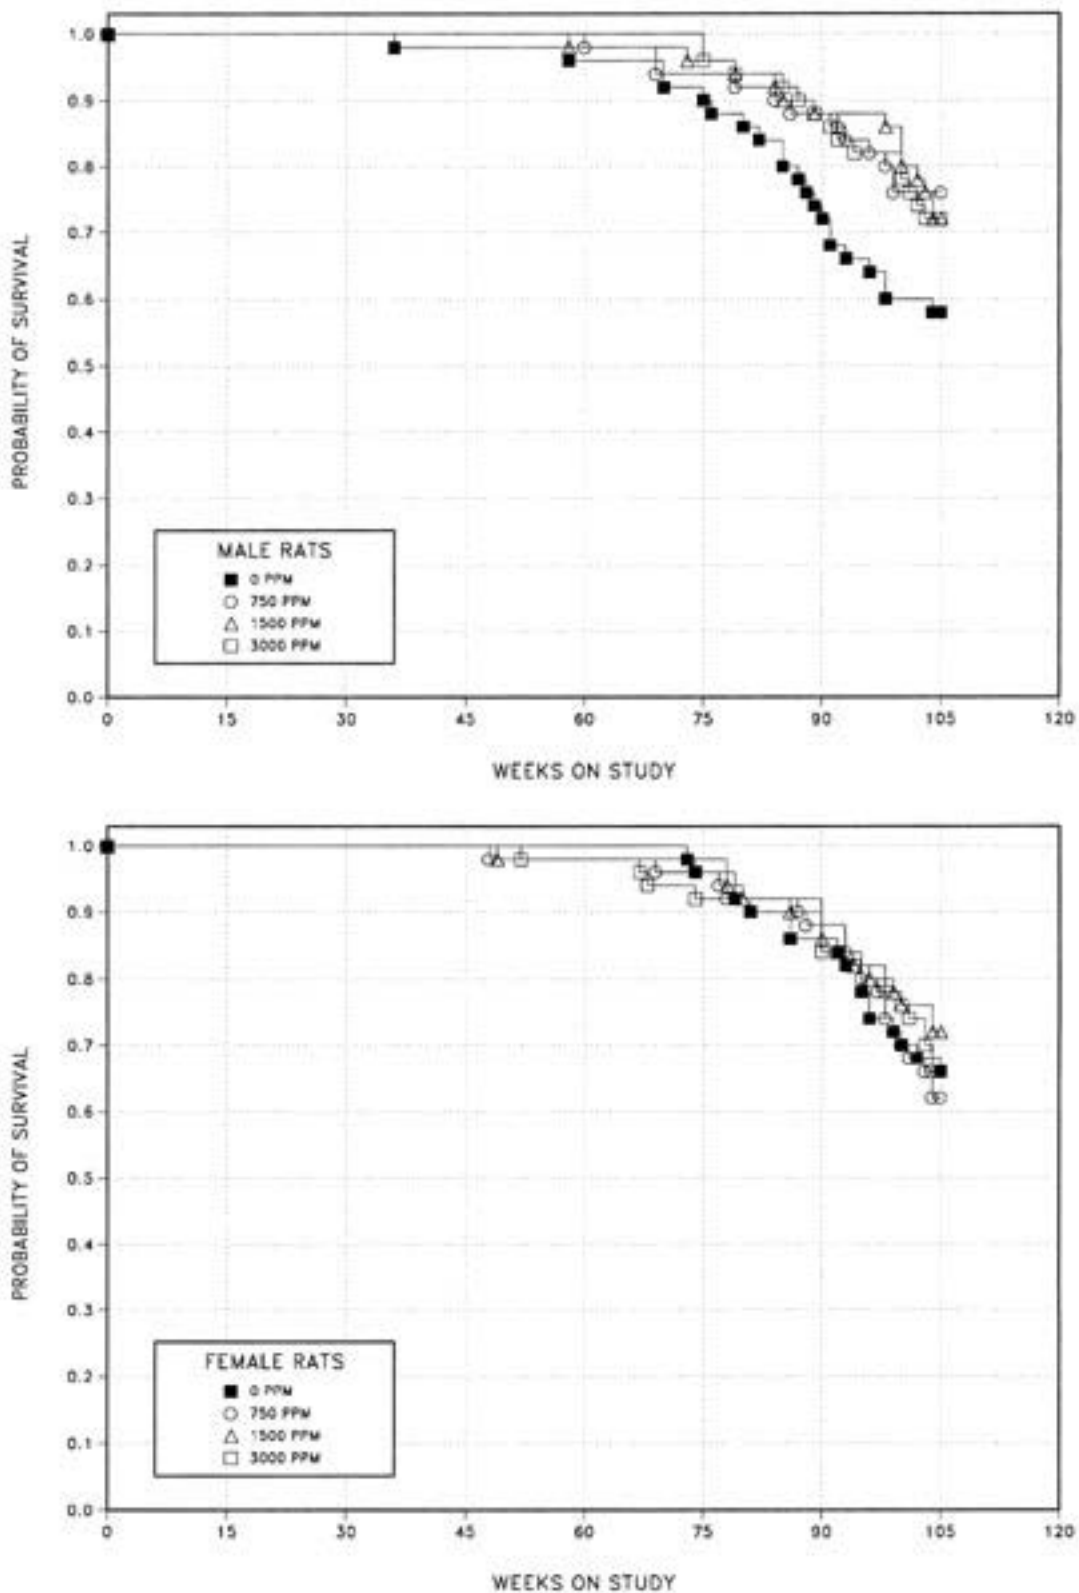 1.0
0.9
0.8
0.7
0.6
0.5
0.4
0.3
0.2
0.1
0.0
PROBABILITY OF SURVIVAL
MALE RATS
0 PPM
750 PPM
1500 PPM
3000 PPM
0 15 30 45 60 75 90 105 120
WEEKS ON STUDY
1.0
0.9
0.8
0.7
0.6
0.5
0.4
0.3
0.2
0.1
0.0
PROBABILITY OF SURVIVAL
FEMALE RATS
0 PPM
750 PPM
1500 PPM
3000 PPM
0 15 30 45 60 75 90 105 120
WEEKS ON STUDY